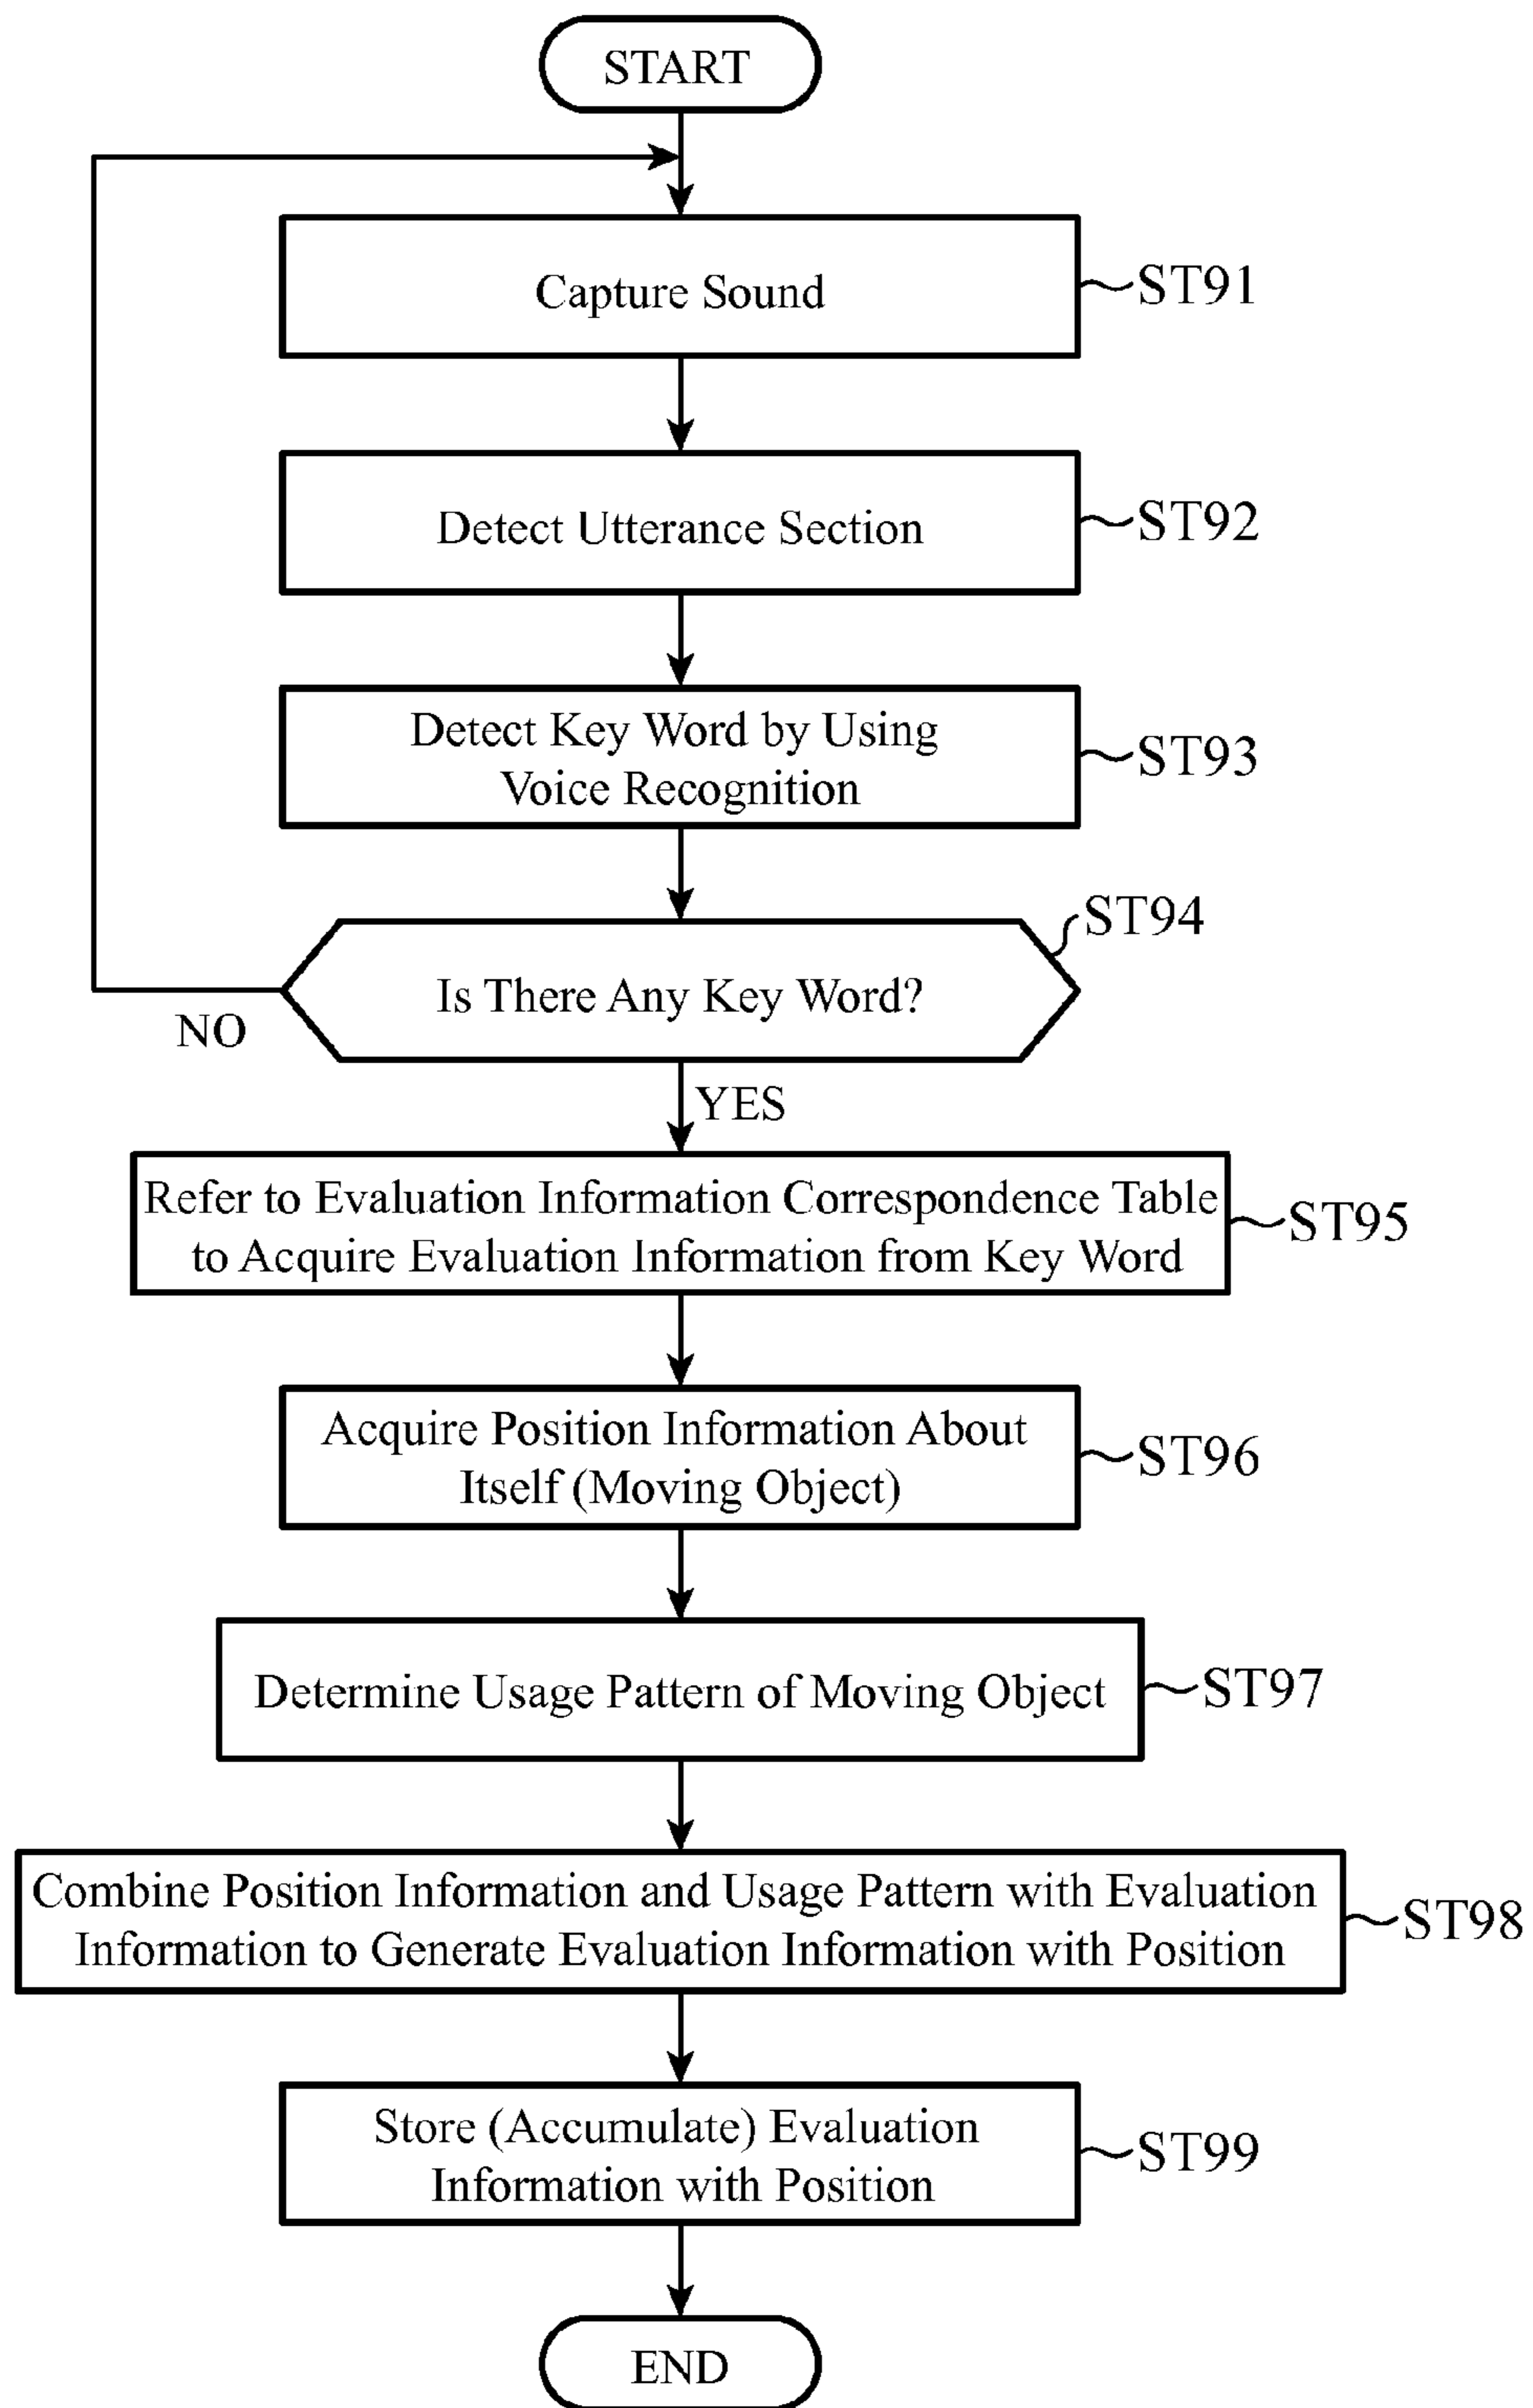 START
Capture Sound
ST91
Detect Utterance Section
ST92
Detect Key Word by Using
Voice Recognition
ST93
ST94
Is There Any Key Word?
NO
YES
Refer to Evaluation Information Correspondence Table
to Acquire Evaluation Information from Key Word
ST95
Acquire Position Information About
Itself (Moving Object)
ST96
Determine Usage Pattern of Moving Object
ST97
Combine Position Information and Usage Pattern with Evaluation
Information to Generate Evaluation Information with Position
ST98
Store (Accumulate) Evaluation
Information with Position
ST99
END